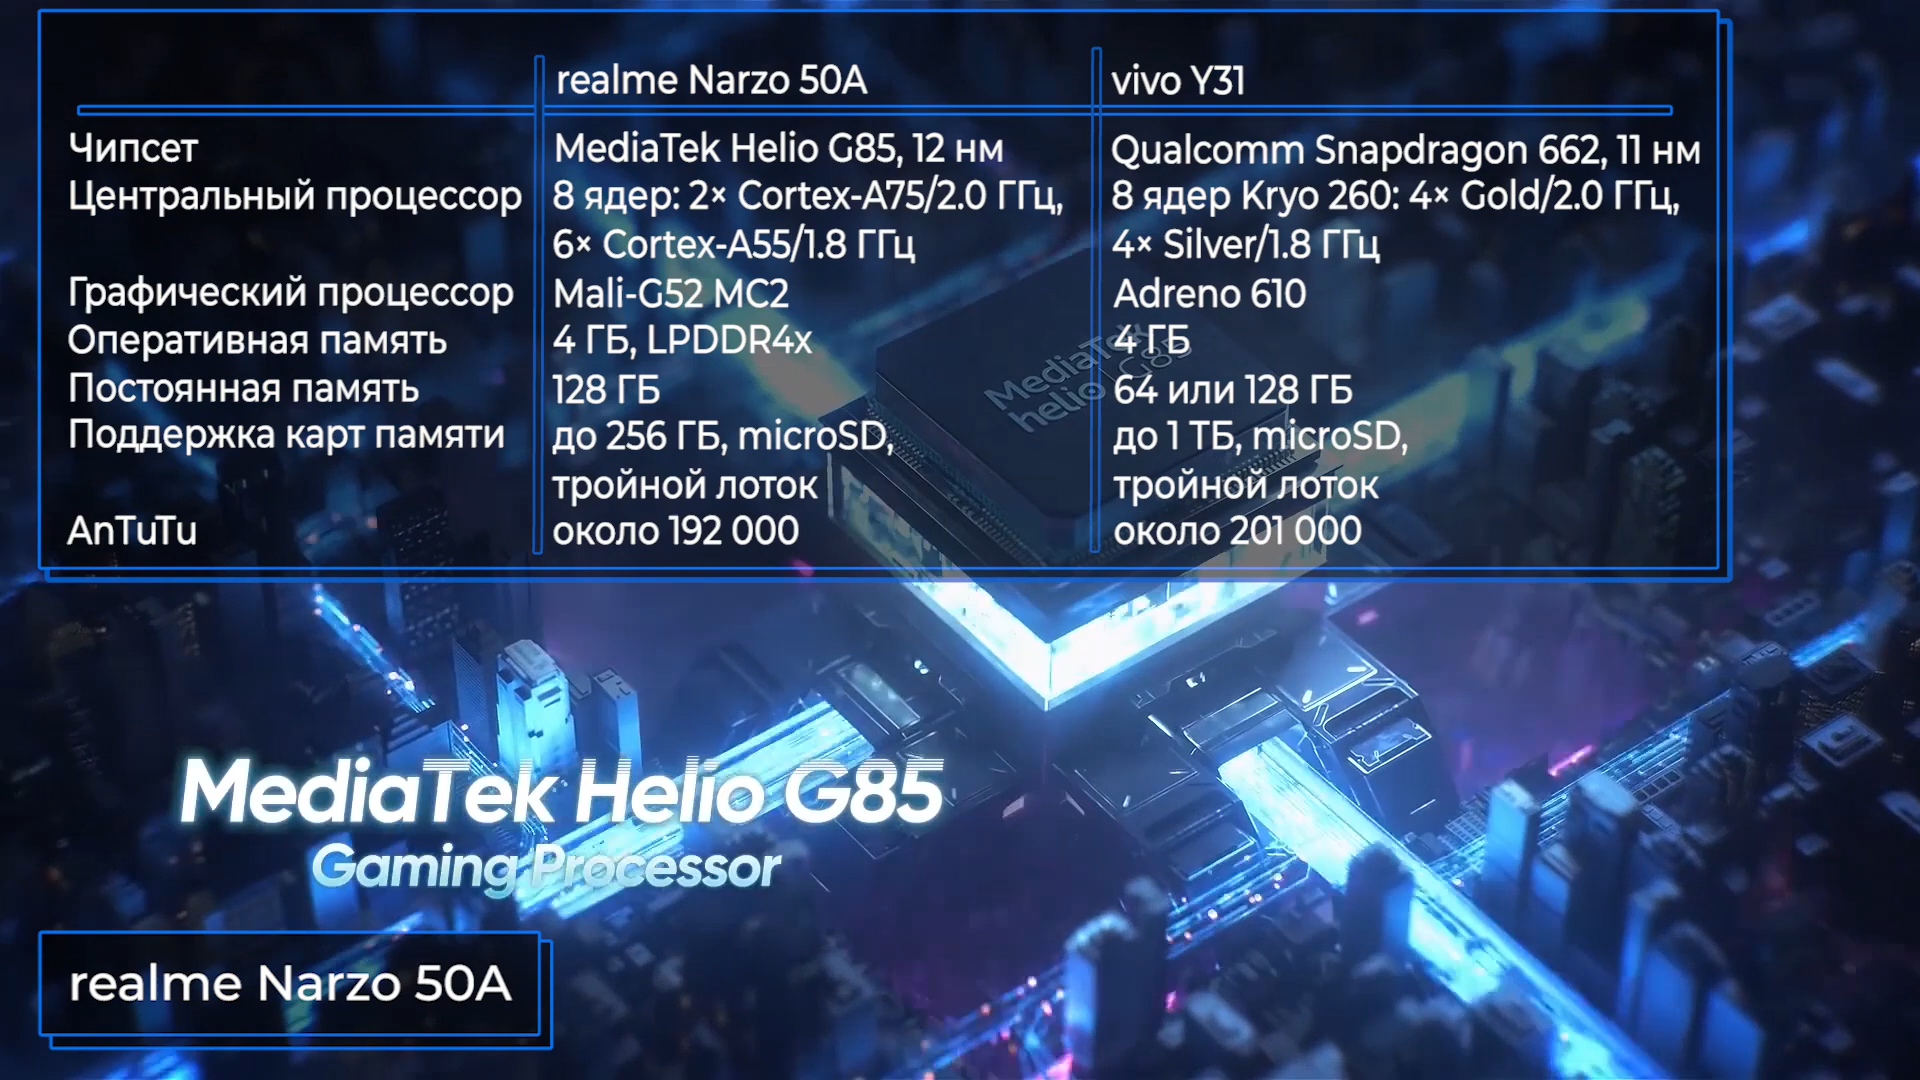 realme Narzo 50A vivo Y31
Чипсет MediaTek Helio G85, 12 нм Qualcomm Snapdragon 662, 11 нм
Центральный процессор 8 ядер: 2× Cortex-A75/2.0 ГГц, 8 ядер Kryo 260: 4× Gold/2.0 ГГц,
6× Cortex-A55/1.8 ГГц 4× Silver/1.8 ГГц
Графический процессор Mali-G52 MC2 Adreno 610
Оперативная память 4 ГБ, LPDDR4x 4 ГБ
Постоянная память 128 ГБ 64 или 128 ГБ
Поддержка карт памяти до 256 ГБ, microSD, до 1 ТБ, microSD,
тройной лоток тройной лоток
AnTuTu около 192 000 около 201 000
MediaTek
helio G85
MediaTek Helio G85
Gaming Processor
realme Narzo 50A